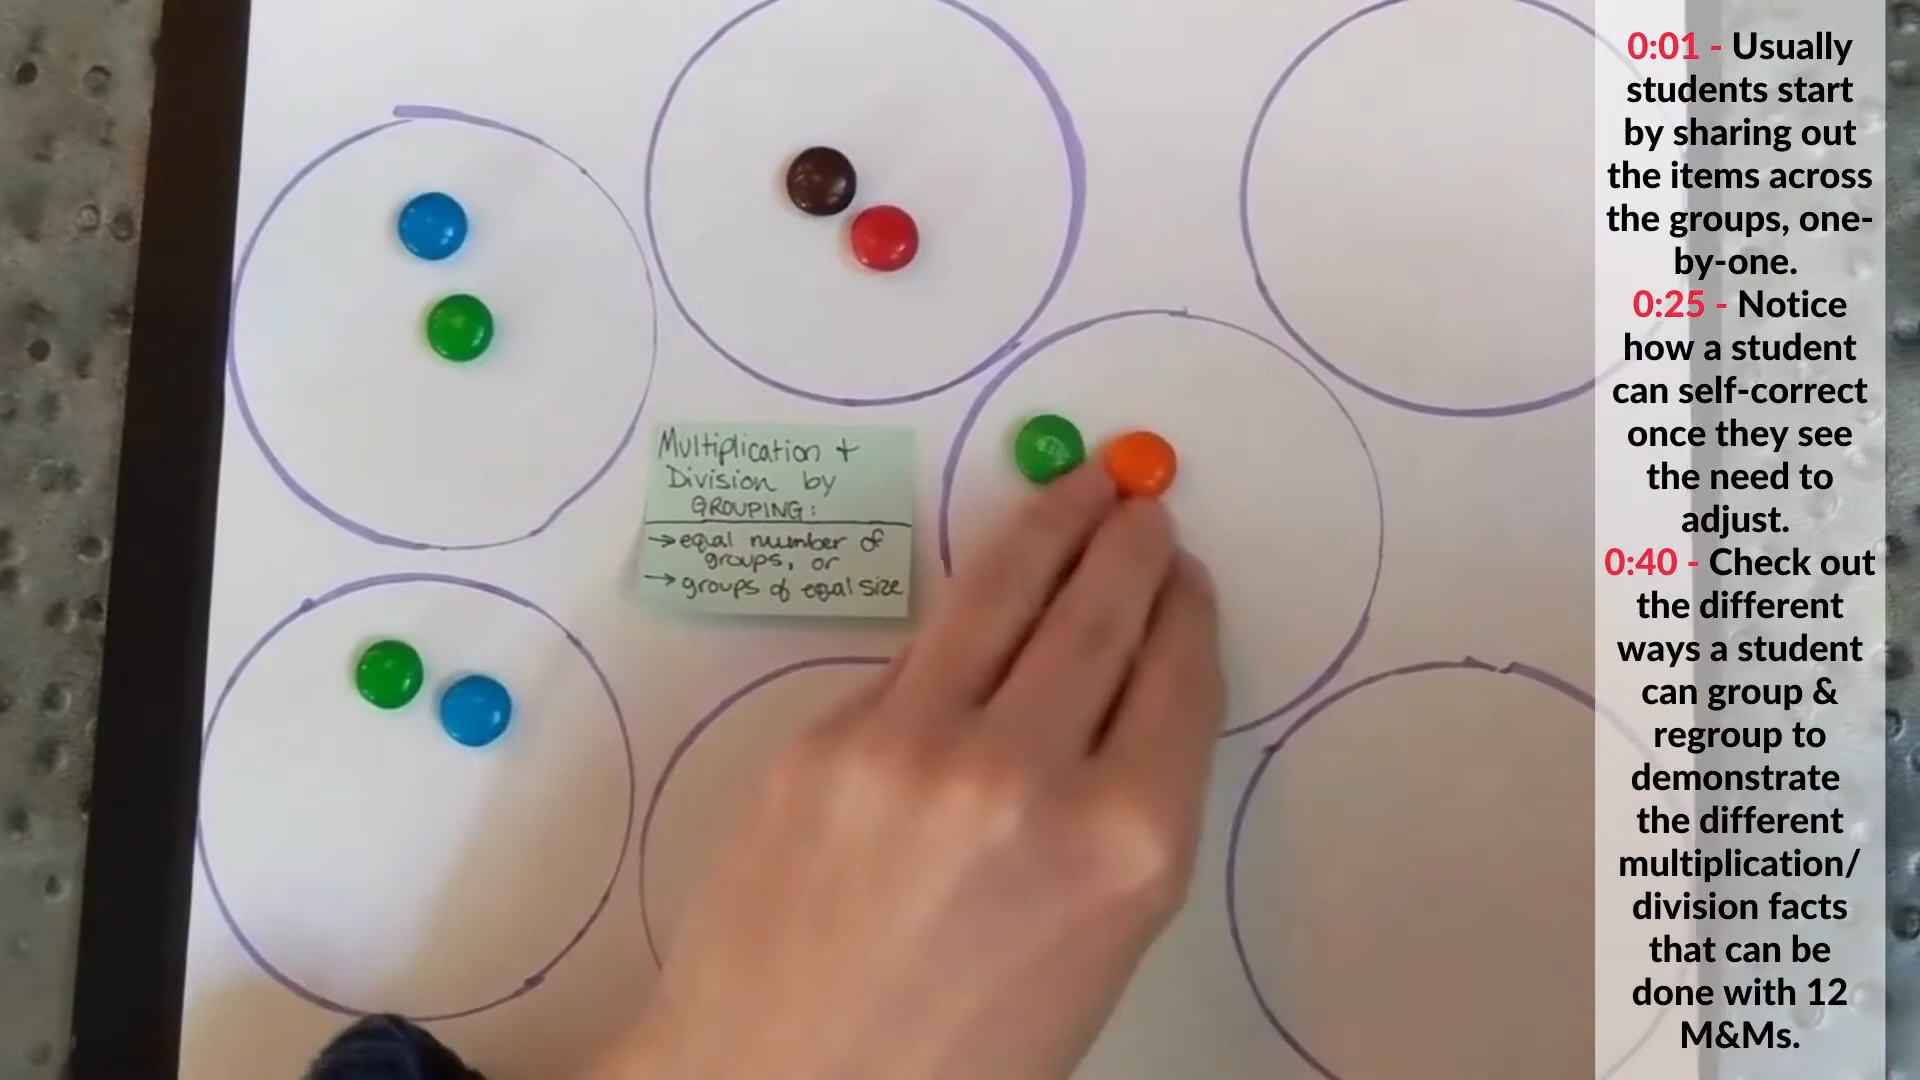 Multiplication +
Division by
GROUPING:
→ equal number of
groups, or
→ groups of equal size
0:01 - Usually
students start
by sharing out
the items across
the groups, one-
by-one.
0:25 - Notice
how a student
can self-correct
once they see
the need to
adjust.
0:40 - Check out
the different
ways a student
can group &
regroup to
demonstrate
the different
multiplication/
division facts
that can be
done with 12
M&Ms.